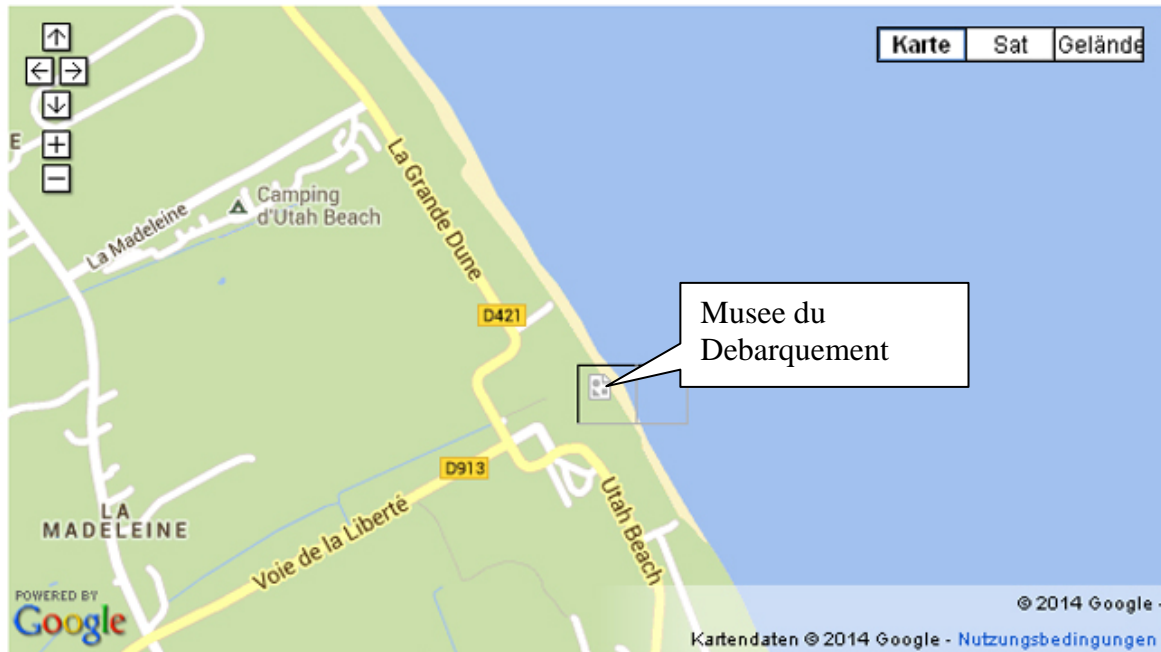 Karte Sat Gelände
E
La Madeleine
Camping
d'Utah Beach
La Grande Dune
D421
Musee du
Debarquement
D913
Utah Beach
LA
MADELEINE
Voie de la Liberté
POWERED BY
Google
© 2014 Google -
Kartendaten © 2014 Google - Nutzungsbedingungen